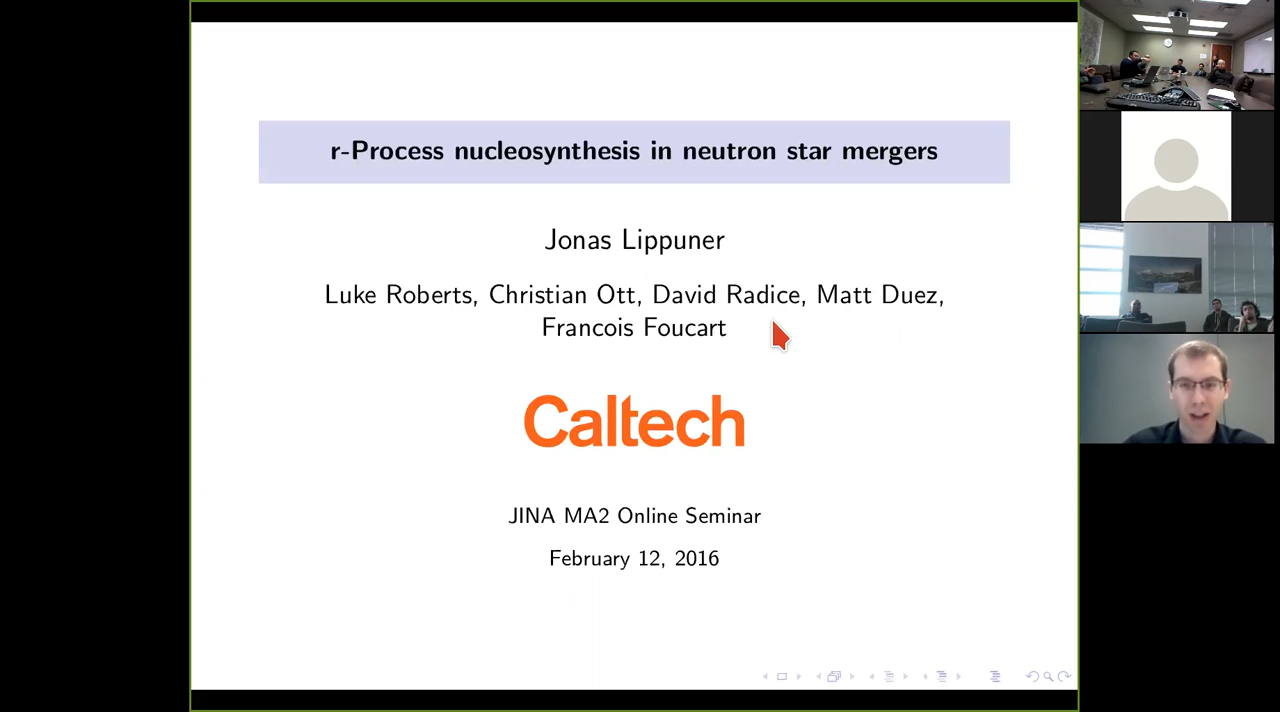 r-Process nucleosynthesis in neutron star mergers
Jonas Lippuner
Luke Roberts, Christian Ott, David Radice, Matt Duez,
Francois Foucart
Caltech
JINA MA2 Online Seminar
February 12, 2016